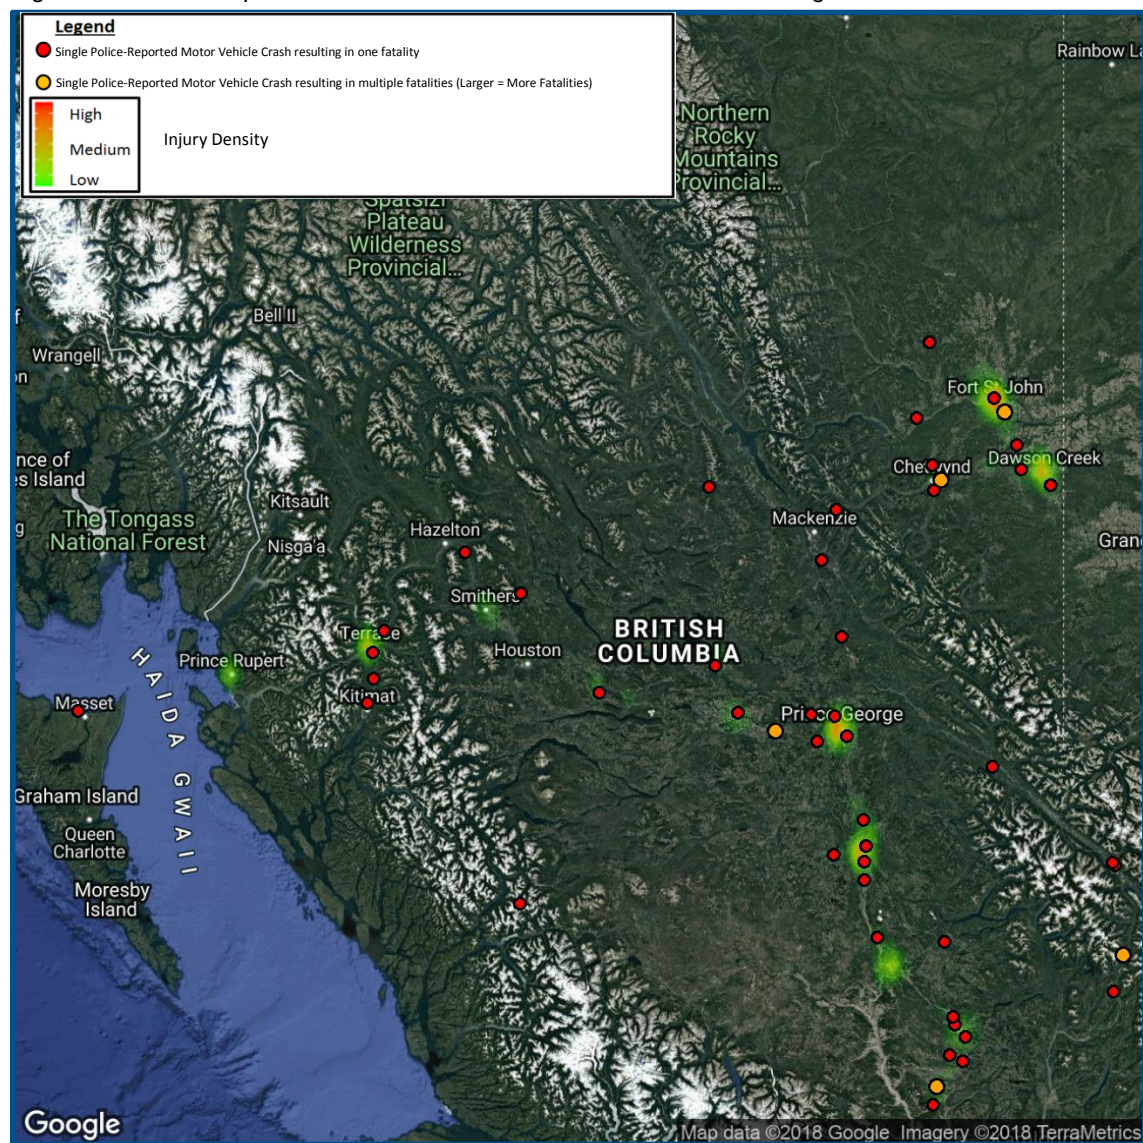 Legend
Single Police-Reported Motor Vehicle Crash resulting in one fatality
Single Police-Reported Motor Vehicle Crash resulting in multiple fatalities (Larger = More Fatalities)
High
Medium
Low
Injury Density
Rainbow La
Northern
Rocky
Mountains
Provincial...
Spatsizi
Plateau
Wilderness
Provincial...
Bell II
Wrangell
Fort St John
Dawson Creek
Chetwynd
nce of
es Island
Kitsault
The Tongass
National Forest
Hazelton
Mackenzie
Nisga'a
Gran
Smithers
BRITISH
COLUMBIA
Terrace
Houston
Prince Rupert
Kitimat
Masset
Prince George
HAIDA GWAII
Graham Island
Queen
Charlotte
Moresby
Island
Google
Map data ©2018 Google Imagery ©2018 TerraMetrics